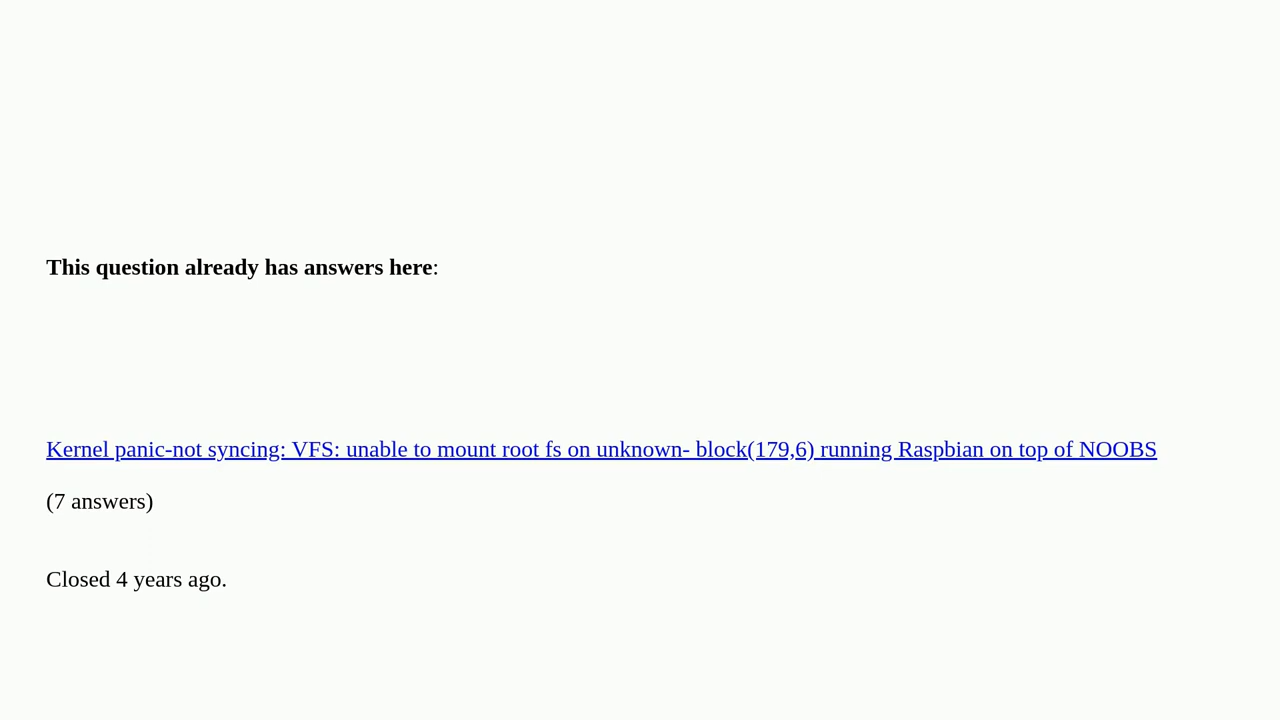 This question already has answers here:
Kernel panic-not syncing: VFS: unable to mount root fs on unknown- block(179,6) running Raspbian on top of NOOBS
(7 answers)
Closed 4 years ago.